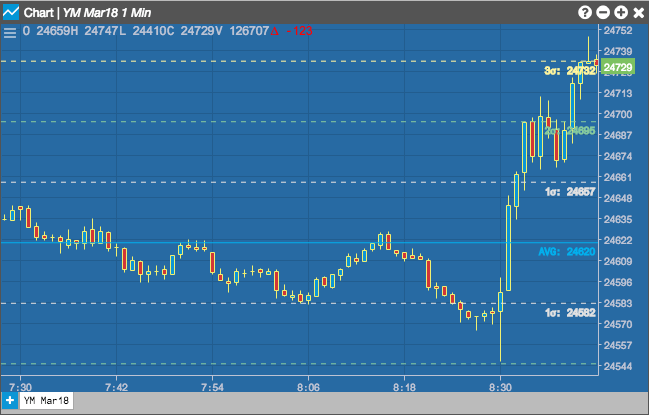 Chart | YM Mar18 1 Min
O 24659H 24747L 24410C 24729V 126707Δ -123
24752
24739
3σ: 24732
24729
24713
24700
2σ: 24695
24687
24674
24661
1σ: 24657
24648
24635
24622
AVG: 24620
24609
24596
24583
1σ: 24582
24570
24557
24544
7:30 7:42 7:54 8:06 8:18 8:30
YM Mar18